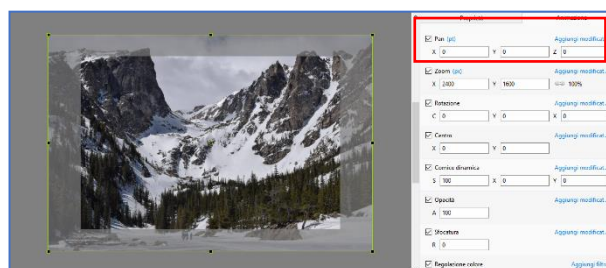 Proprietà Animazione
Pan (pt) Aggiungi modificat.
X 0 Y 0 Z 0
Zoom (px) Aggiungi modificat.
X 2400 Y 1600 100%
Rotazione Aggiungi modificat.
C 0 Y 0 X 0
Centro Aggiungi modificat.
X 0 Y 0
Cornice dinamica Aggiungi modificat.
S 100 X 0 Y 0
Opacità Aggiungi modificat.
A 100
Sfocatura Aggiungi modificat.
R 0
Regolazione colore Aggiungi filtro